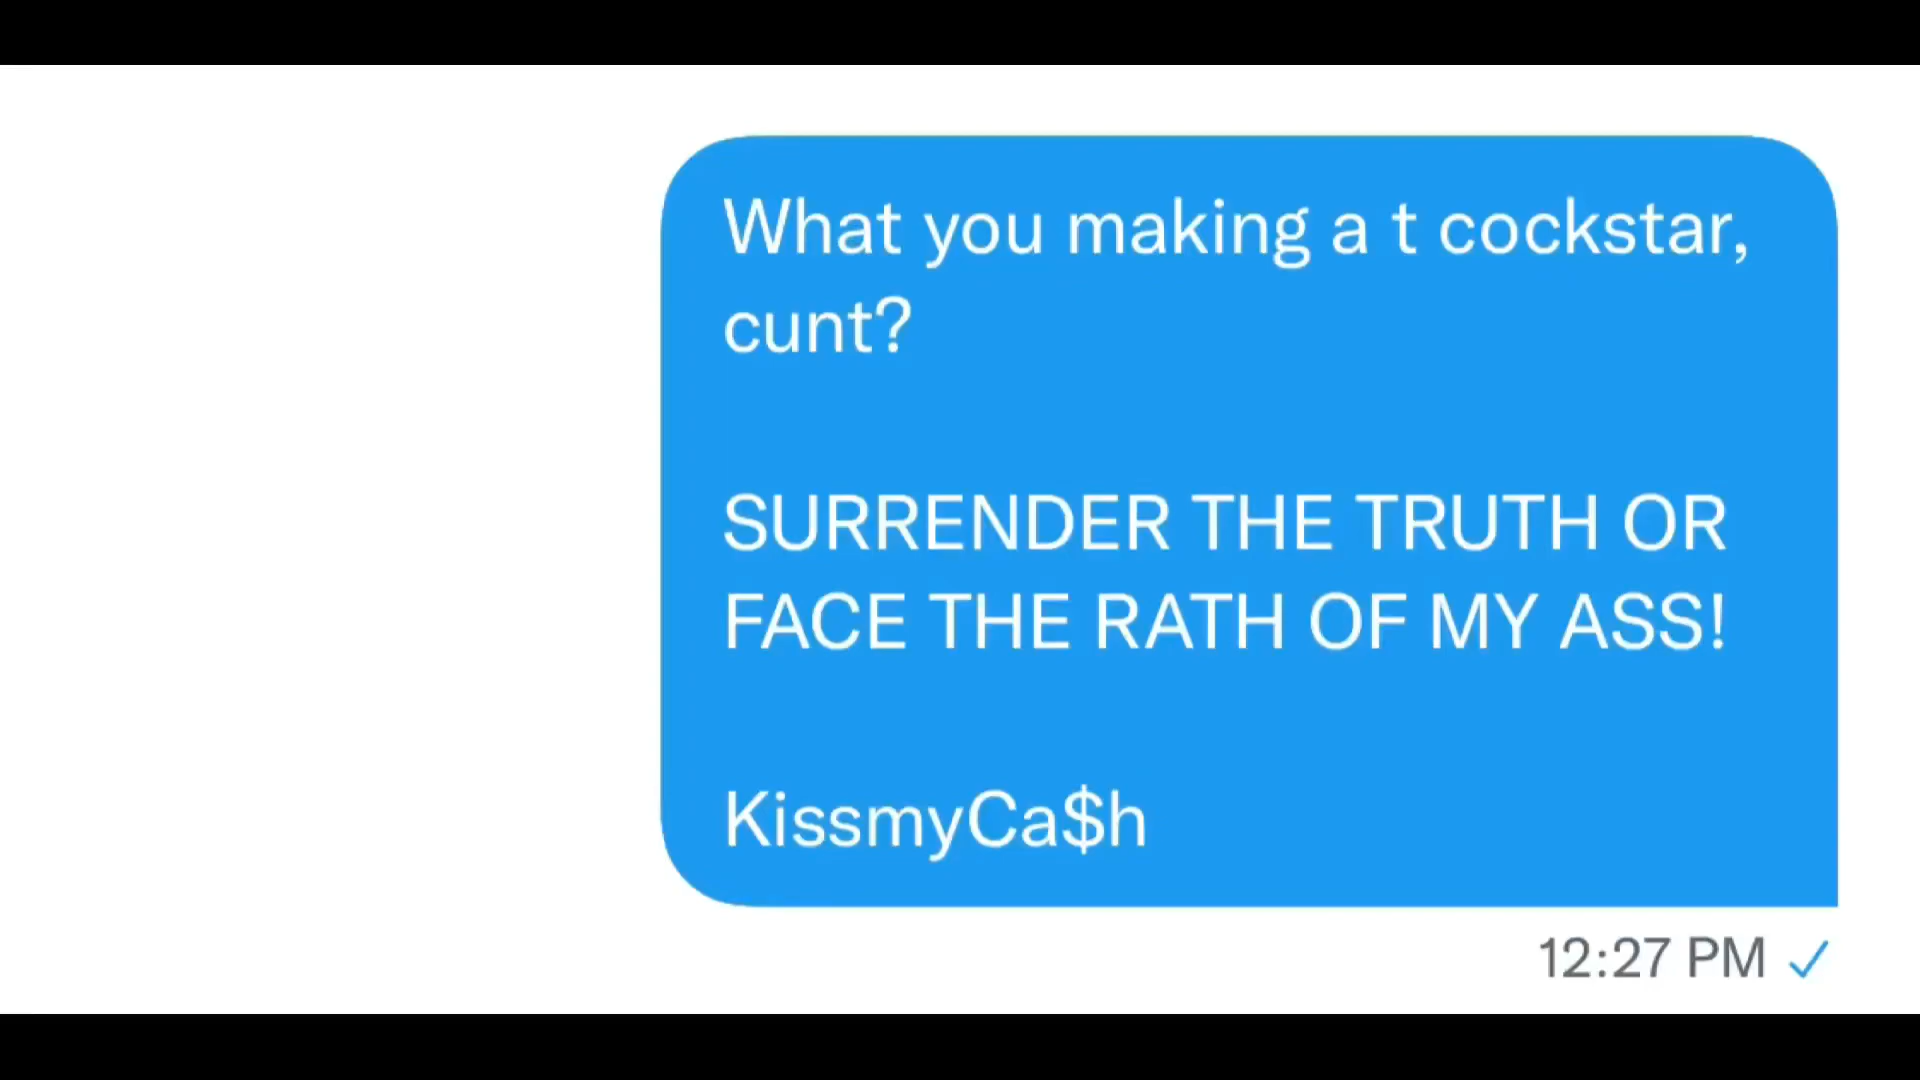 What you making a t cockstar,
cunt?
SURRENDER THE TRUTH OR
FACE THE RATH OF MY ASS!
KissmyCa$h
12:27 PM ✓